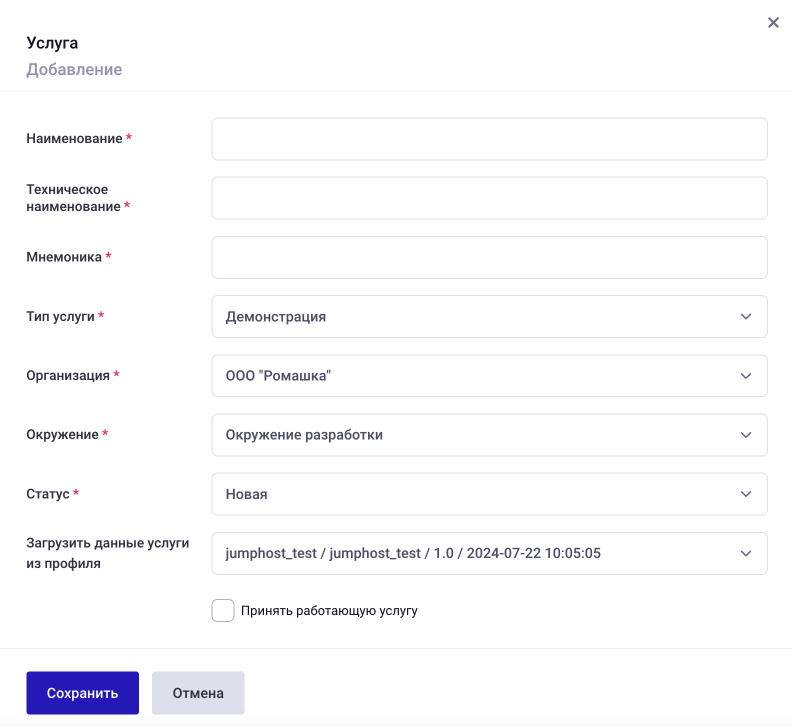 Услуга
Добавление
Наименование *
Техническое
наименование *
Мнемоника *
Тип услуги *
Демонстрация
Организация *
ООО "Ромашка"
Окружение *
Окружение разработки
Статус *
Новая
Загрузить данные услуги
из профиля
jumphost_test / jumphost_test / 1.0 / 2024-07-22 10:05:05
Принять работающую услугу
Сохранить
Отмена